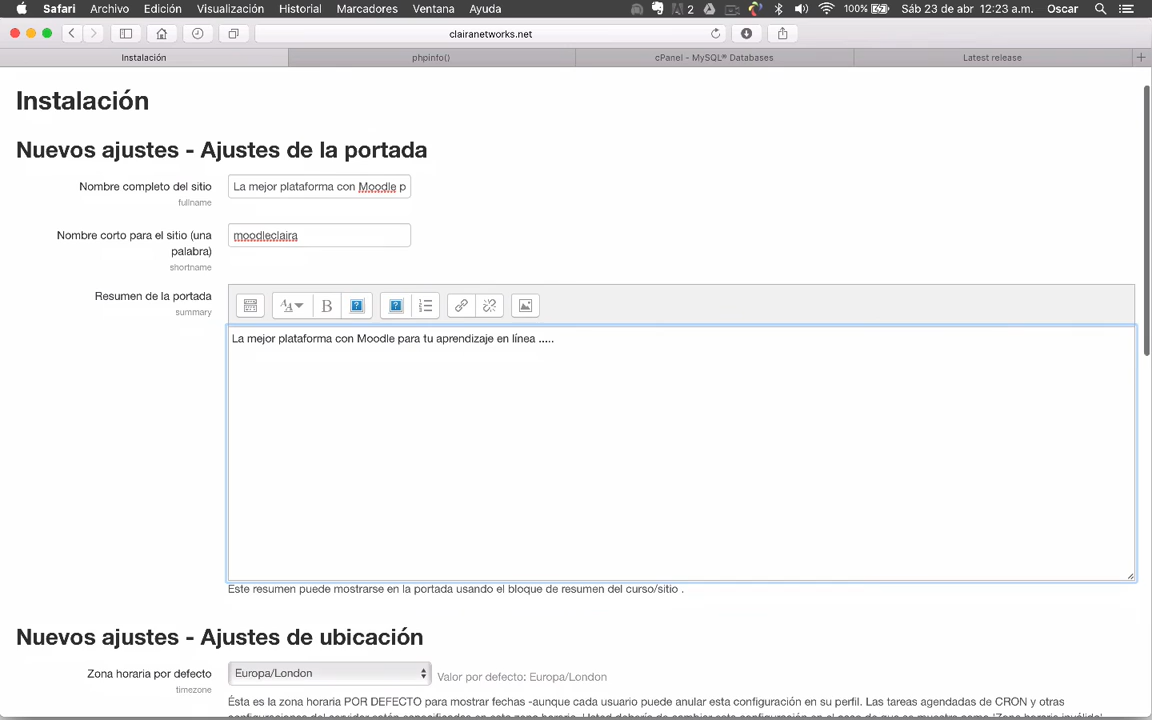 Safari Archivo Edición Visualización Historial Marcadores Ventana Ayuda 2 100% Sáb 23 de abr 12:23 a.m. Oscar
clairanetworks.net
Instalación phpinfo() cPanel - MySQL® Databases Latest release
Instalación
Nuevos ajustes - Ajustes de la portada
Nombre completo del sitio La mejor plataforma con Moodle p
fullname
Nombre corto para el sitio (una moodleclaira
palabra)
shortname
Resumen de la portada
summary
La mejor plataforma con Moodle para tu aprendizaje en línea .....
Este resumen puede mostrarse en la portada usando el bloque de resumen del curso/sitio .
Nuevos ajustes - Ajustes de ubicación
Zona horaria por defecto Europa/London Valor por defecto: Europa/London
timezone
Ésta es la zona horaria POR DEFECTO para mostrar fechas -aunque cada usuario puede anular esta configuración en su perfil. Las tareas agendadas de CRON y otras